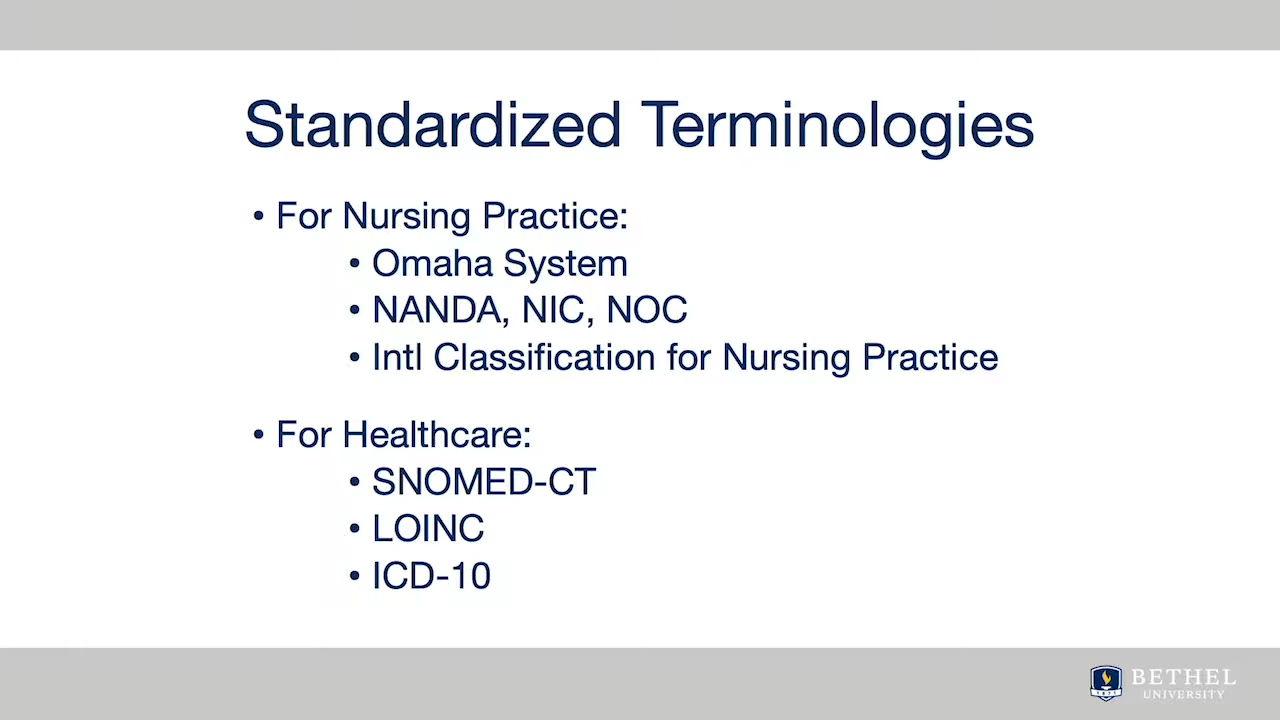 Standardized Terminologies
• For Nursing Practice:
• Omaha System
• NANDA, NIC, NOC
• Intl Classification for Nursing Practice
• For Healthcare:
• SNOMED-CT
• LOINC
• ICD-10
BETHEL
UNIVERSITY